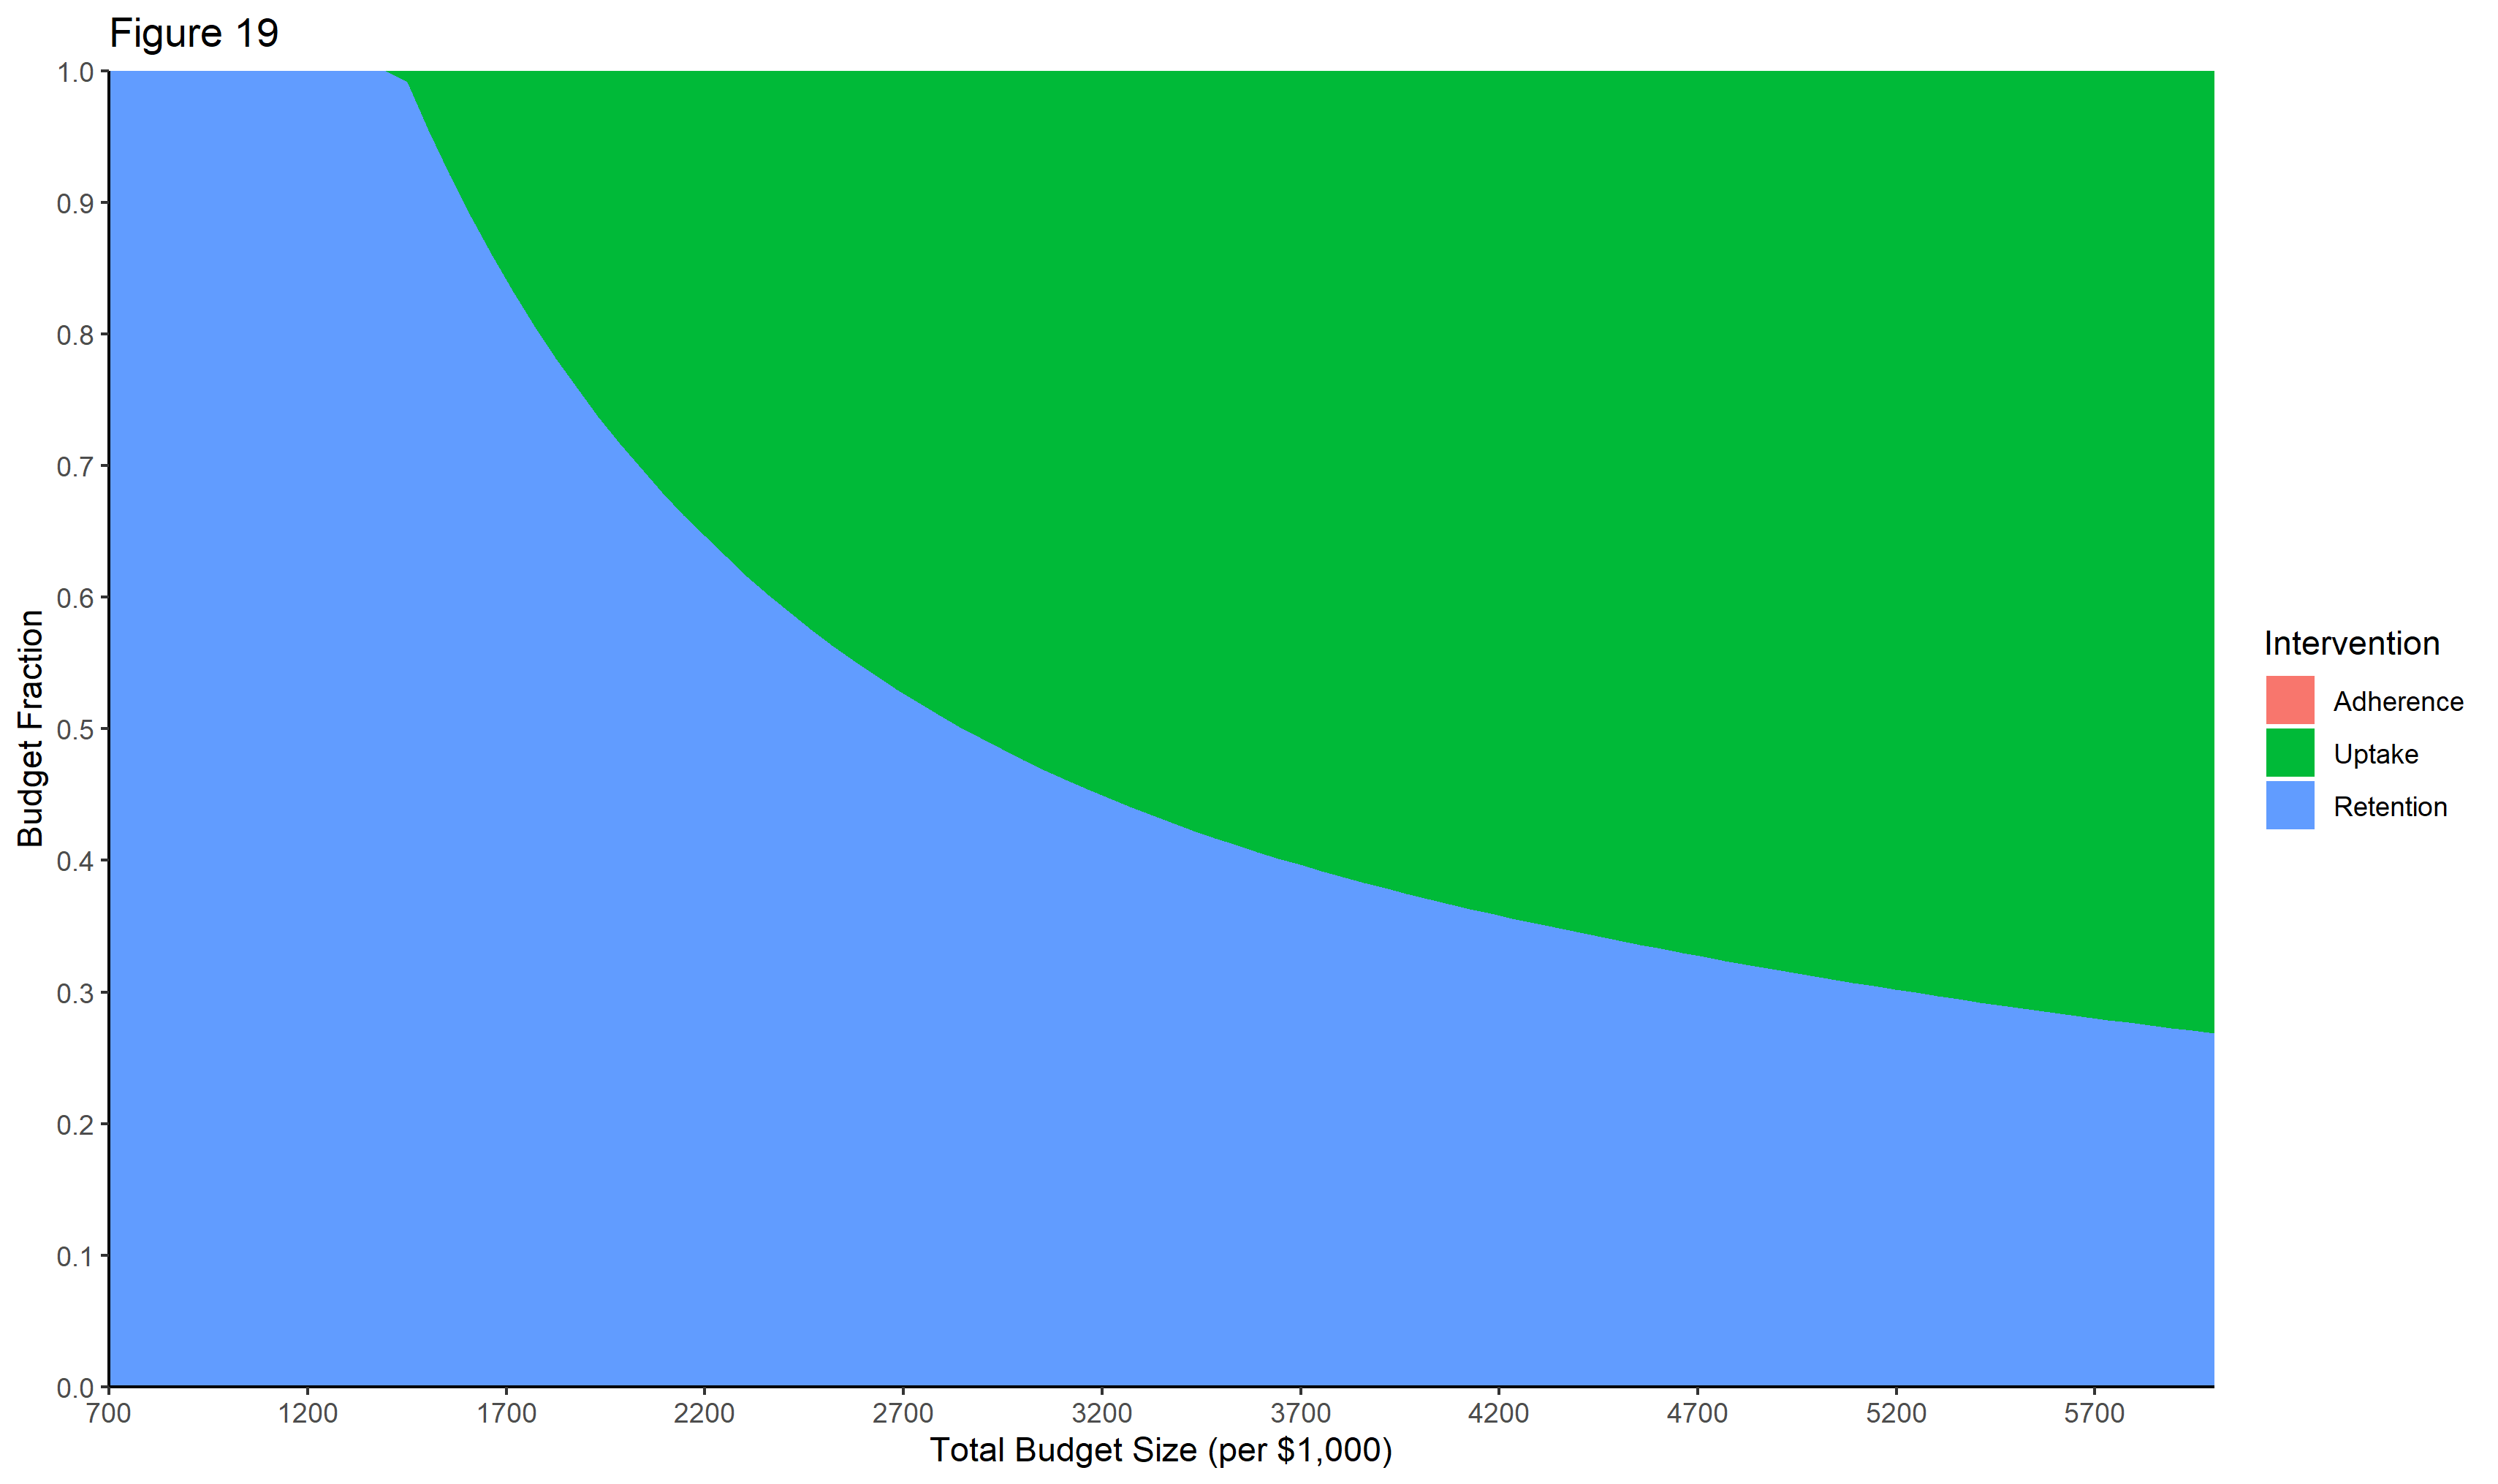 Figure 19
1.0
0.9
0.8
0.7
0.6
0.5
0.4
0.3
0.2
0.1
0.0
Budget Fraction
700 1200 1700 2200 2700 3200 3700 4200 4700 5200 5700
Total Budget Size (per $1,000)
Intervention
Adherence
Uptake
Retention